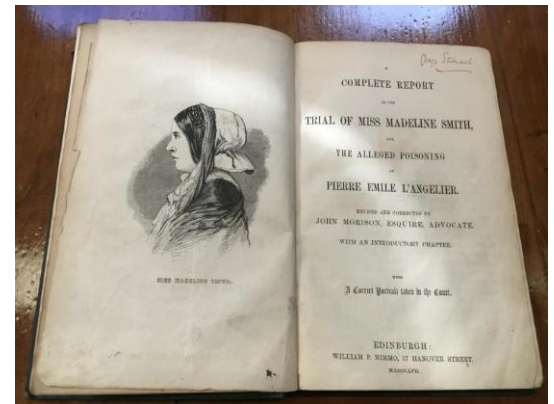 MISS MADELINE SMITH.
A
COMPLETE REPORT
OF THE
TRIAL OF MISS MADELINE SMITH,
FOR
THE ALLEGED POISONING
OF
PIERRE EMILE L'ANGELIER.
REVISED AND CORRECTED BY
JOHN MORISON, ESQUIRE, ADVOCATE.
WITH AN INTRODUCTORY CHAPTER.
WITH
A Correct Portrait taken in the Court.
EDINBURGH:
WILLIAM P. NIMMO, 17 HANOVER STREET.
MDCCCLVII.